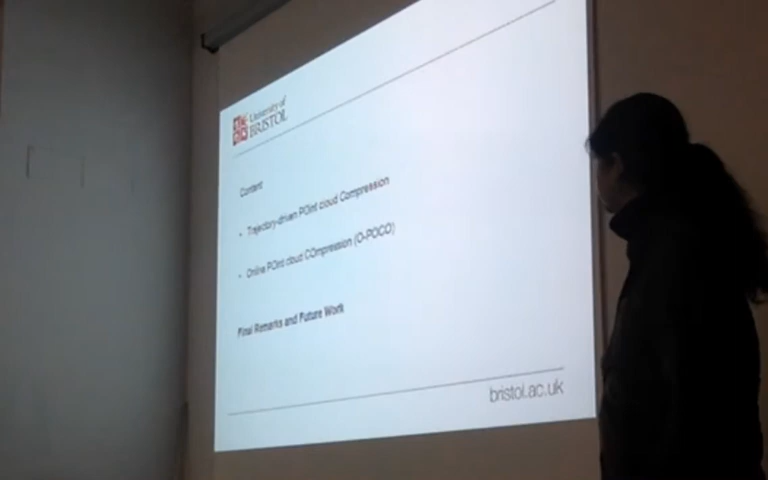 University of
BRISTOL
Content
• Trajectory-driven POint cloud Compression
• Online POint cloud COmpression (O-POCO)
Final Remarks and Future Work
bristol.ac.uk